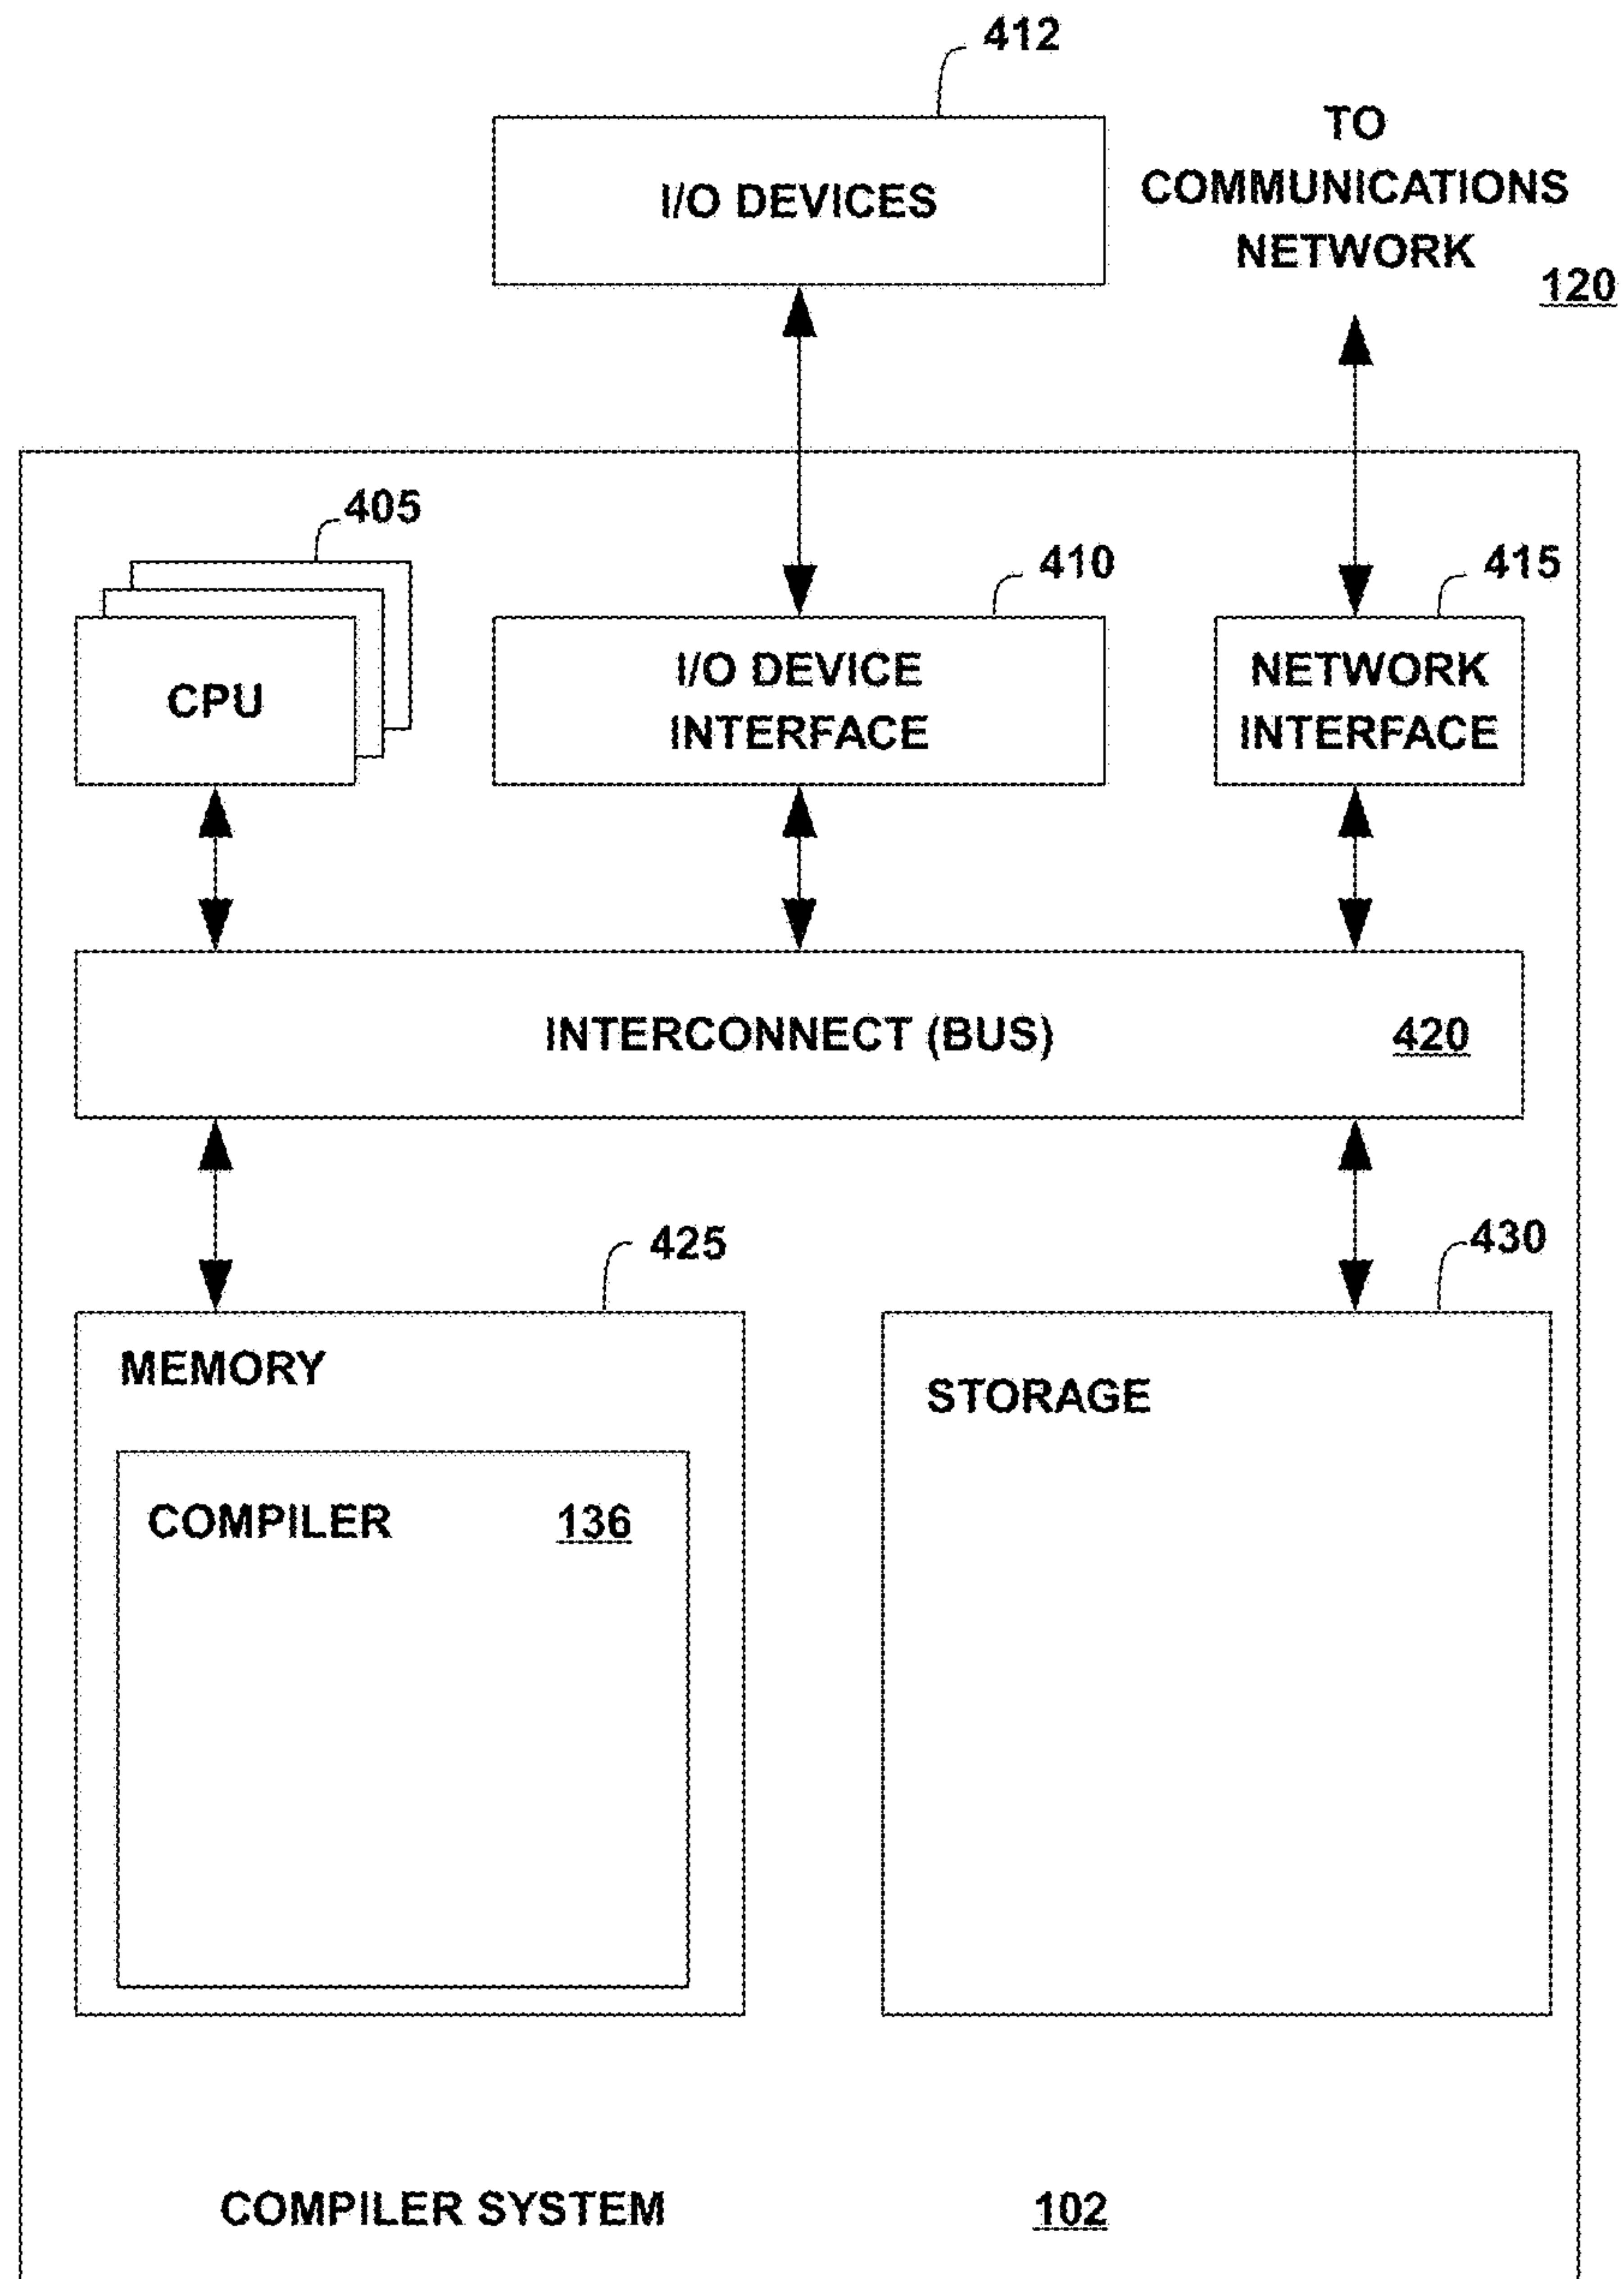 412
I/O DEVICES
TO
COMMUNICATIONS
NETWORK
120
405
410
415
CPU
I/O DEVICE
INTERFACE
NETWORK
INTERFACE
INTERCONNECT (BUS)
420
425
430
MEMORY
STORAGE
COMPILER
136
COMPILER SYSTEM
102